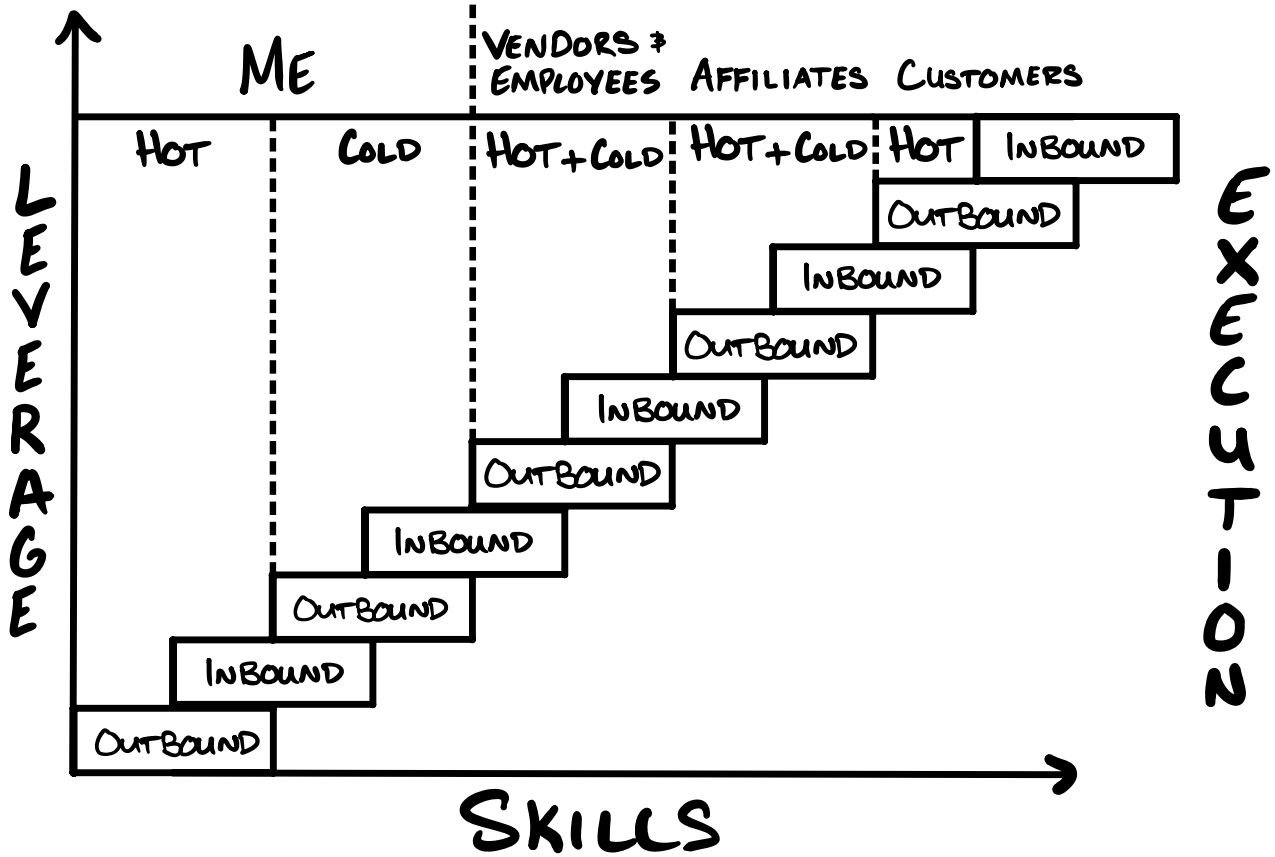 ME
VENDORS &
EMPLOYEES
AFFILIATES
CUSTOMERS
HOT
COLD
HOT + COLD
HOT + COLD
HOT
INBOUND
OUTBOUND
INBOUND
OUTBOUND
INBOUND
OUTBOUND
INBOUND
OUTBOUND
INBOUND
OUTBOUND
LEVERAGE
EXECUTION
SKILLS